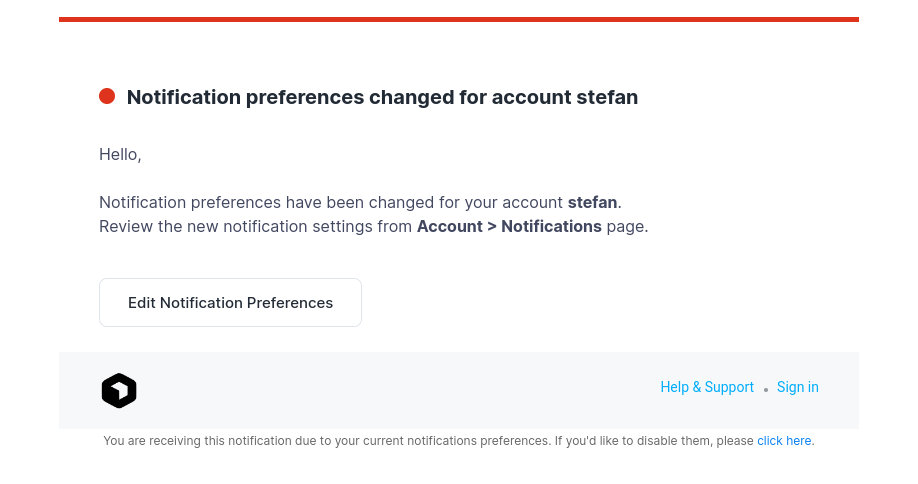 Notification preferences changed for account stefan
Hello,
Notification preferences have been changed for your account stefan.
Review the new notification settings from Account > Notifications page.
Edit Notification Preferences
Help & Support • Sign in
You are receiving this notification due to your current notifications preferences. If you'd like to disable them, please click here.